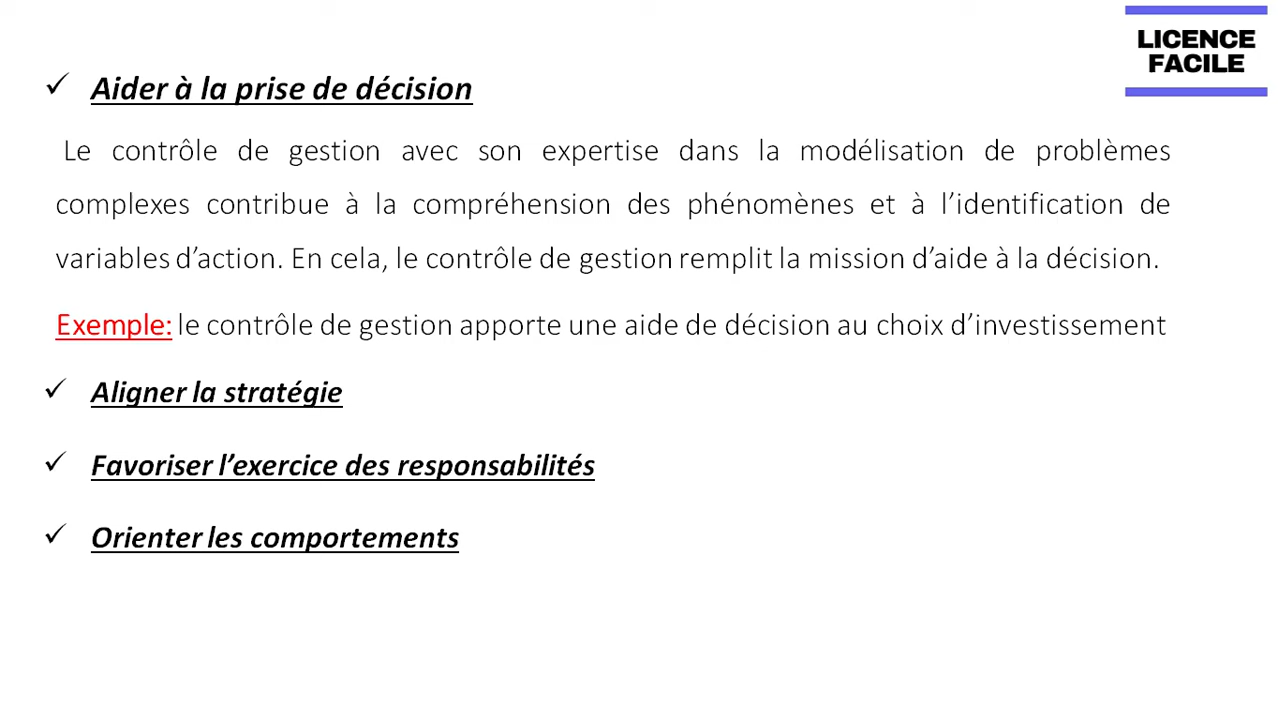 LICENCE
FACILE
✓ Aider à la prise de décision
Le contrôle de gestion avec son expertise dans la modélisation de problèmes
complexes contribue à la compréhension des phénomènes et à l’identification de
variables d’action. En cela, le contrôle de gestion remplit la mission d’aide à la décision.
Exemple: le contrôle de gestion apporte une aide de décision au choix d’investissement
✓ Aligner la stratégie
✓ Favoriser l’exercice des responsabilités
✓ Orienter les comportements